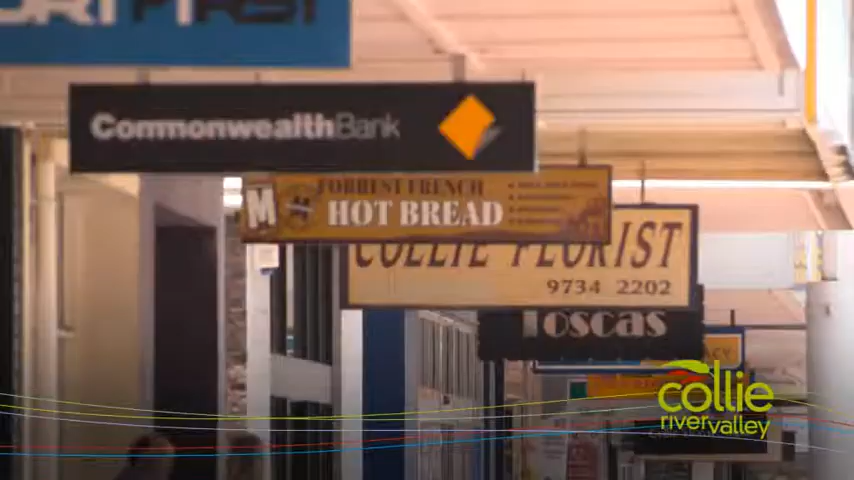 CommonwealthBank
M
FORREST FRENCH
HOT BREAD
COLLIE FLORIST
9734 2202
Toscas
collie
rivervalley